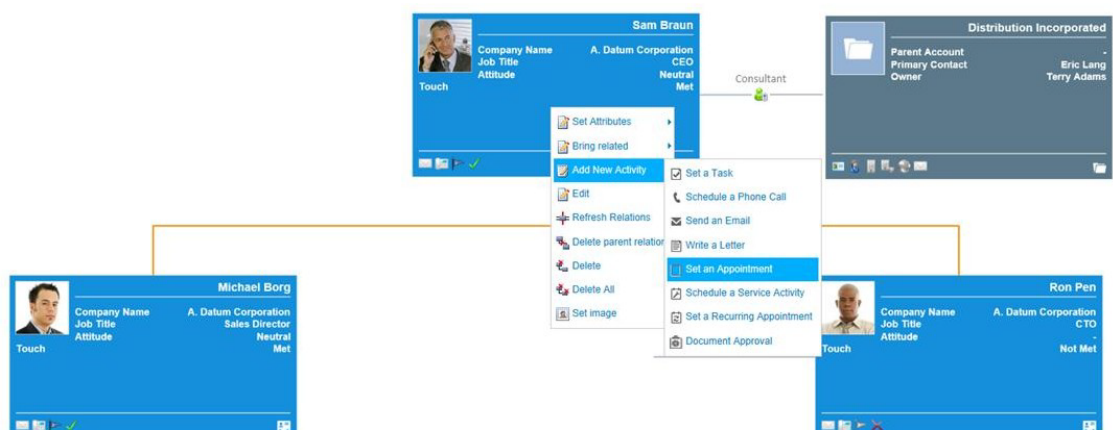 Sam Braun
Company Name A. Datum Corporation
Job Title CEO
Attitude Neutral
Touch Met
Consultant
Distribution Incorporated
Parent Account -
Primary Contact Eric Lang
Owner Terry Adams
Set Attributes
Bring related
Add New Activity
Edit
Refresh Relations
Delete parent relation
Delete
Delete All
Set image
Set a Task
Schedule a Phone Call
Send an Email
Write a Letter
Set an Appointment
Schedule a Service Activity
Set a Recurring Appointment
Document Approval
Michael Borg
Company Name A. Datum Corporation
Job Title Sales Director
Attitude Neutral
Touch Met
Ron Pen
Company Name A. Datum Corporation
Job Title CTO
Attitude -
Touch Not Met